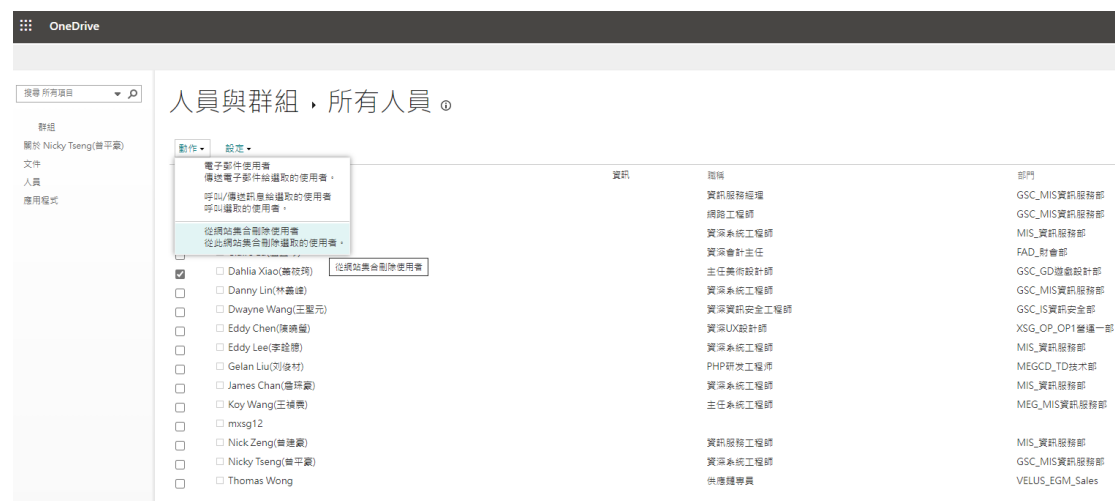 OneDrive
搜尋 所有項目
人員與群組 ▸ 所有人員
群組
關於 Nicky Tseng(曾平豪)
文件
人員
應用程式
動作 設定
電子郵件使用者
傳送電子郵件給選取的使用者。
呼叫/傳送訊息給選取的使用者
呼叫選取的使用者。
從網站集合刪除使用者
從此網站集合刪除選取的使用者。
從網站集合刪除使用者
資訊 職稱 部門
資訊服務經理 GSC_MIS資訊服務部
網路工程師 GSC_MIS資訊服務部
資深系統工程師 MIS_資訊服務部
資深會計主任 FAD_財會部
Dahlia Xiao(蕭筱筠) 主任美術設計師 GSC_GD遊戲設計部
Danny Lin(林義峰) 資深系統工程師 GSC_MIS資訊服務部
Dwayne Wang(王聖元) 資深資訊安全工程師 GSC_IS資訊安全部
Eddy Chen(陳曉螢) 資深UX設計師 XSG_OP_OP1營運一部
Eddy Lee(李銓聰) 資深系統工程師 MIS_資訊服務部
Gelan Liu(刘俊材) PHP研发工程师 MEGCD_TD技术部
James Chan(詹琮豪) 資深系統工程師 MIS_資訊服務部
Koy Wang(王禎霙) 主任系統工程師 MEG_MIS資訊服務部
mxsg12
Nick Zeng(曾建豪) 資訊服務工程師 MIS_資訊服務部
Nicky Tseng(曾平豪) 資深系統工程師 GSC_MIS資訊服務部
Thomas Wong 供應鏈專員 VELUS_EGM_Sales